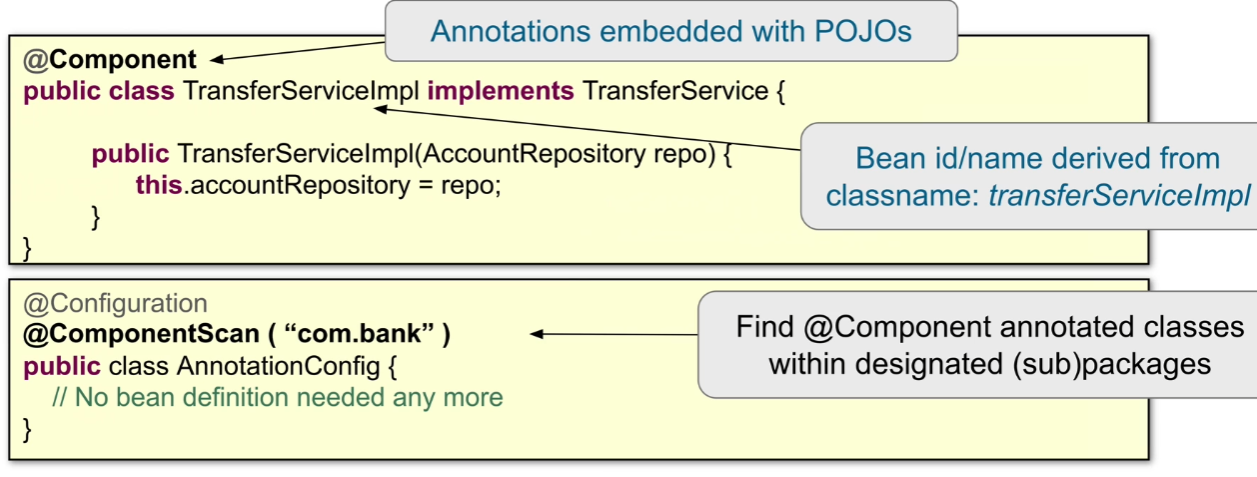 Annotations embedded with POJOs
@Component
public class TransferServiceImpl implements TransferService {
public TransferServiceImpl(AccountRepository repo) {
this.accountRepository = repo;
}
}
Bean id/name derived from
classname: transferServiceImpl
@Configuration
@ComponentScan ( “com.bank” )
public class AnnotationConfig {
// No bean definition needed any more
}
Find @Component annotated classes
within designated (sub)packages